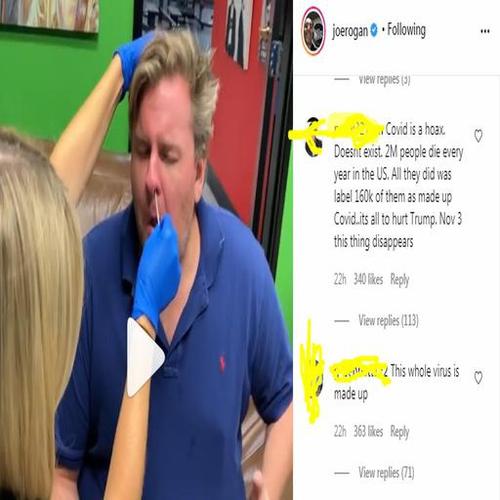 joerogan • Following
View replies (3)
Covid is a hoax.
Doesnt exist. 2M people die every
year in the US. All they did was
label 160k of them as made up
Covid..its all to hurt Trump. Nov 3
this thing disappears
22h 340 likes Reply
View replies (113)
This whole virus is
made up
22h 363 likes Reply
View replies (71)